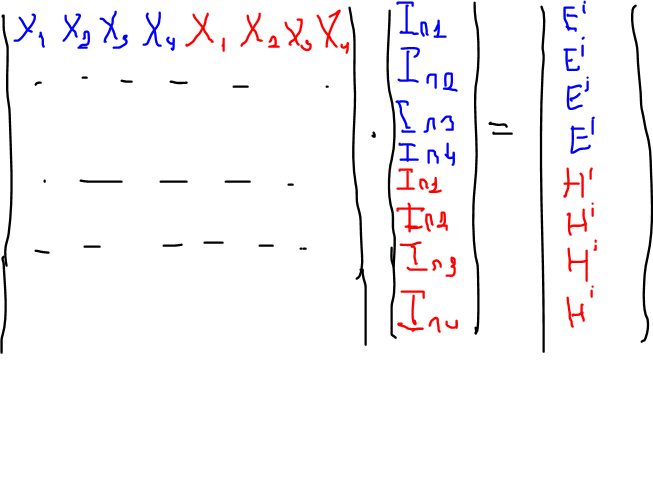 X₁ X₂ X₃ X₄ X₁ X₂ X₃ X₄ Iₙ₁ Eⁱ
Iₙ₂ Eⁱ
Iₙ₃ Eⁱ
· Iₙ₄ = Eⁱ
Iₙ₁ Hⁱ
Iₙ₂ Hⁱ
Iₙ₃ Hⁱ
Iₙ₄ Hⁱ